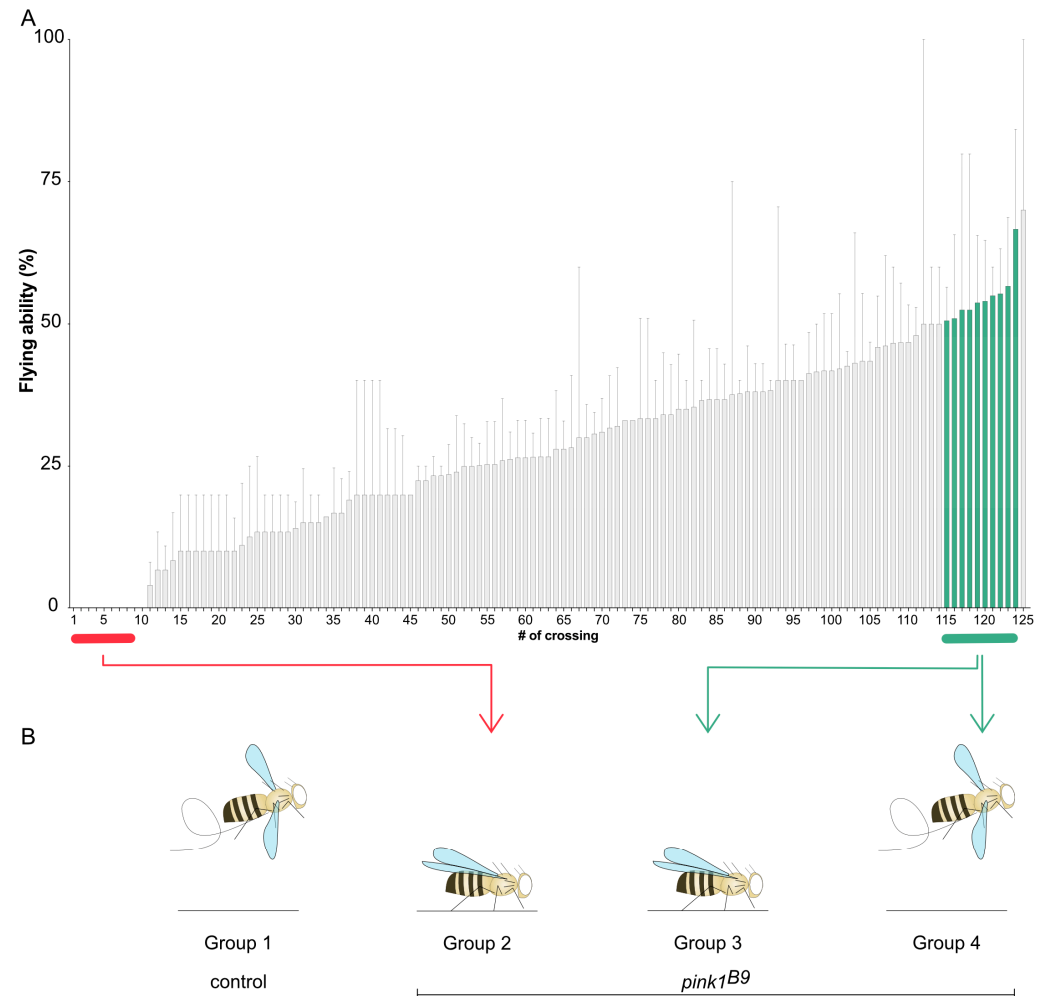 A
100
75
50
25
0
Flying ability (%)
1 5 10 15 20 25 30 35 40 45 50 55 60 65 70 75 80 85 90 95 100 105 110 115 120 125
# of crossing
B
Group 1 Group 2 Group 3 Group 4
control pink1B9